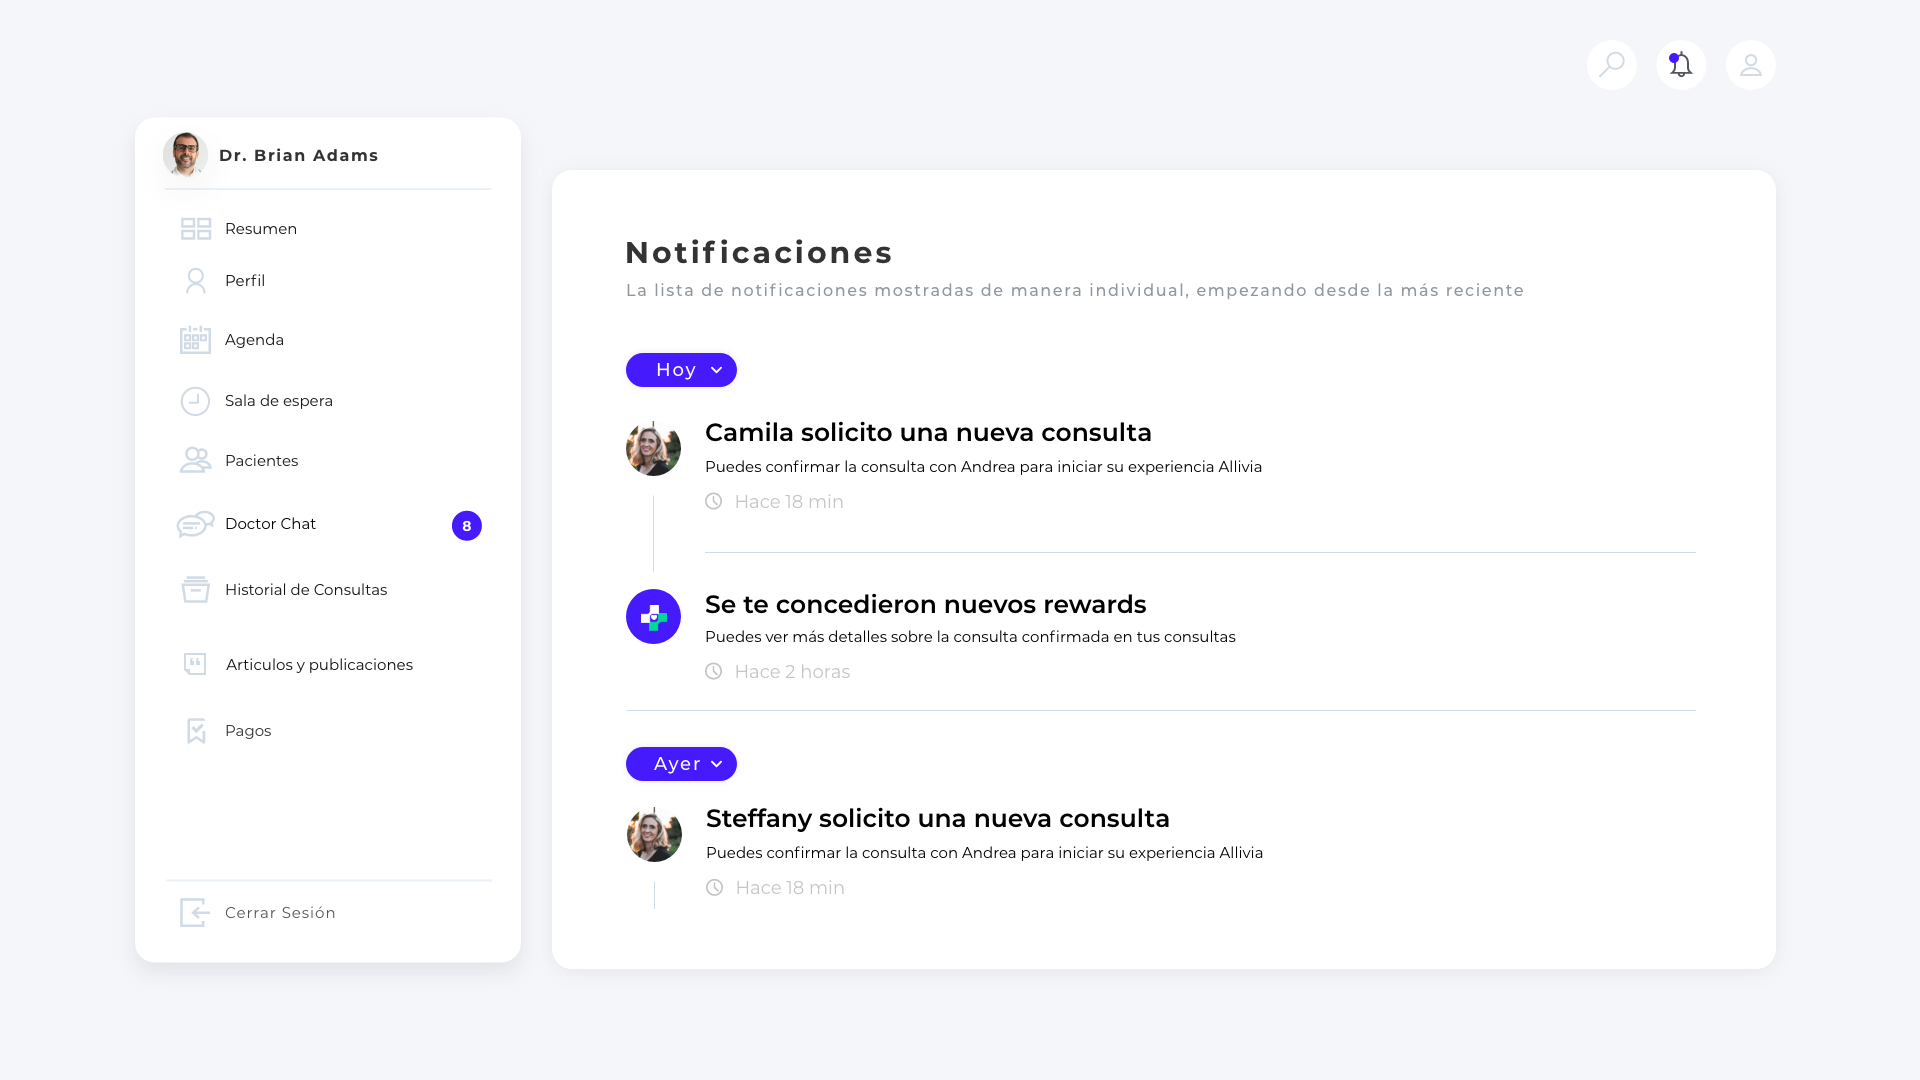 Dr. Brian Adams
Resumen
Perfil
Agenda
Sala de espera
Pacientes
Doctor Chat
8
Historial de Consultas
Articulos y publicaciones
Pagos
Cerrar Sesión
Notificaciones
La lista de notificaciones mostradas de manera individual, empezando desde la más reciente
Hoy
Camila solicito una nueva consulta
Puedes confirmar la consulta con Andrea para iniciar su experiencia Allivia
Hace 18 min
Se te concedieron nuevos rewards
Puedes ver más detalles sobre la consulta confirmada en tus consultas
Hace 2 horas
Ayer
Steffany solicito una nueva consulta
Puedes confirmar la consulta con Andrea para iniciar su experiencia Allivia
Hace 18 min